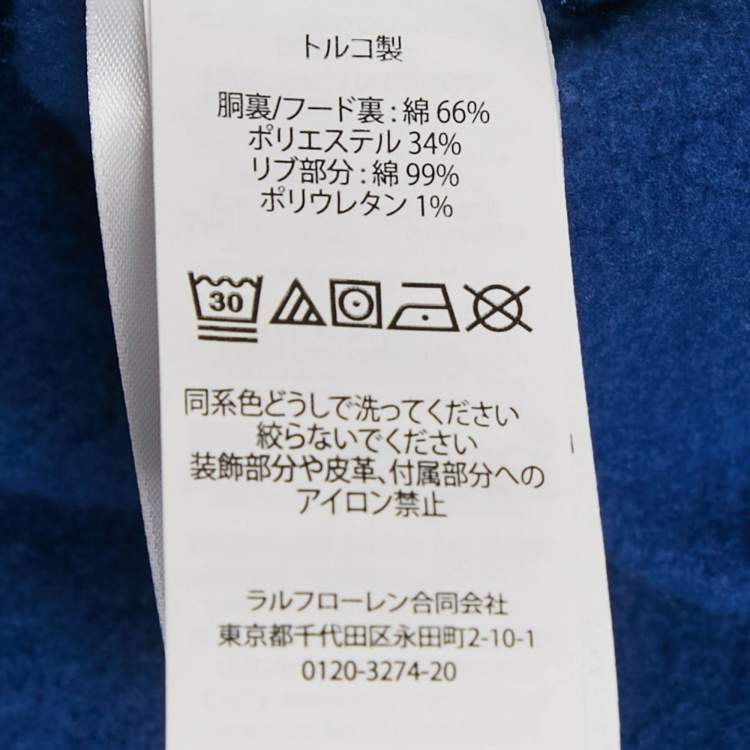 トルコ製
胴裏/フード裏 : 綿 66%
ポリエステル 34%
リブ部分 : 綿 99%
ポリウレタン 1%
30
同系色どうしで洗ってください
絞らないでください
装飾部分や皮革、付属部分への
アイロン禁止
ラルフローレン合同会社
東京都千代田区永田町2-10-1
0120-3274-20